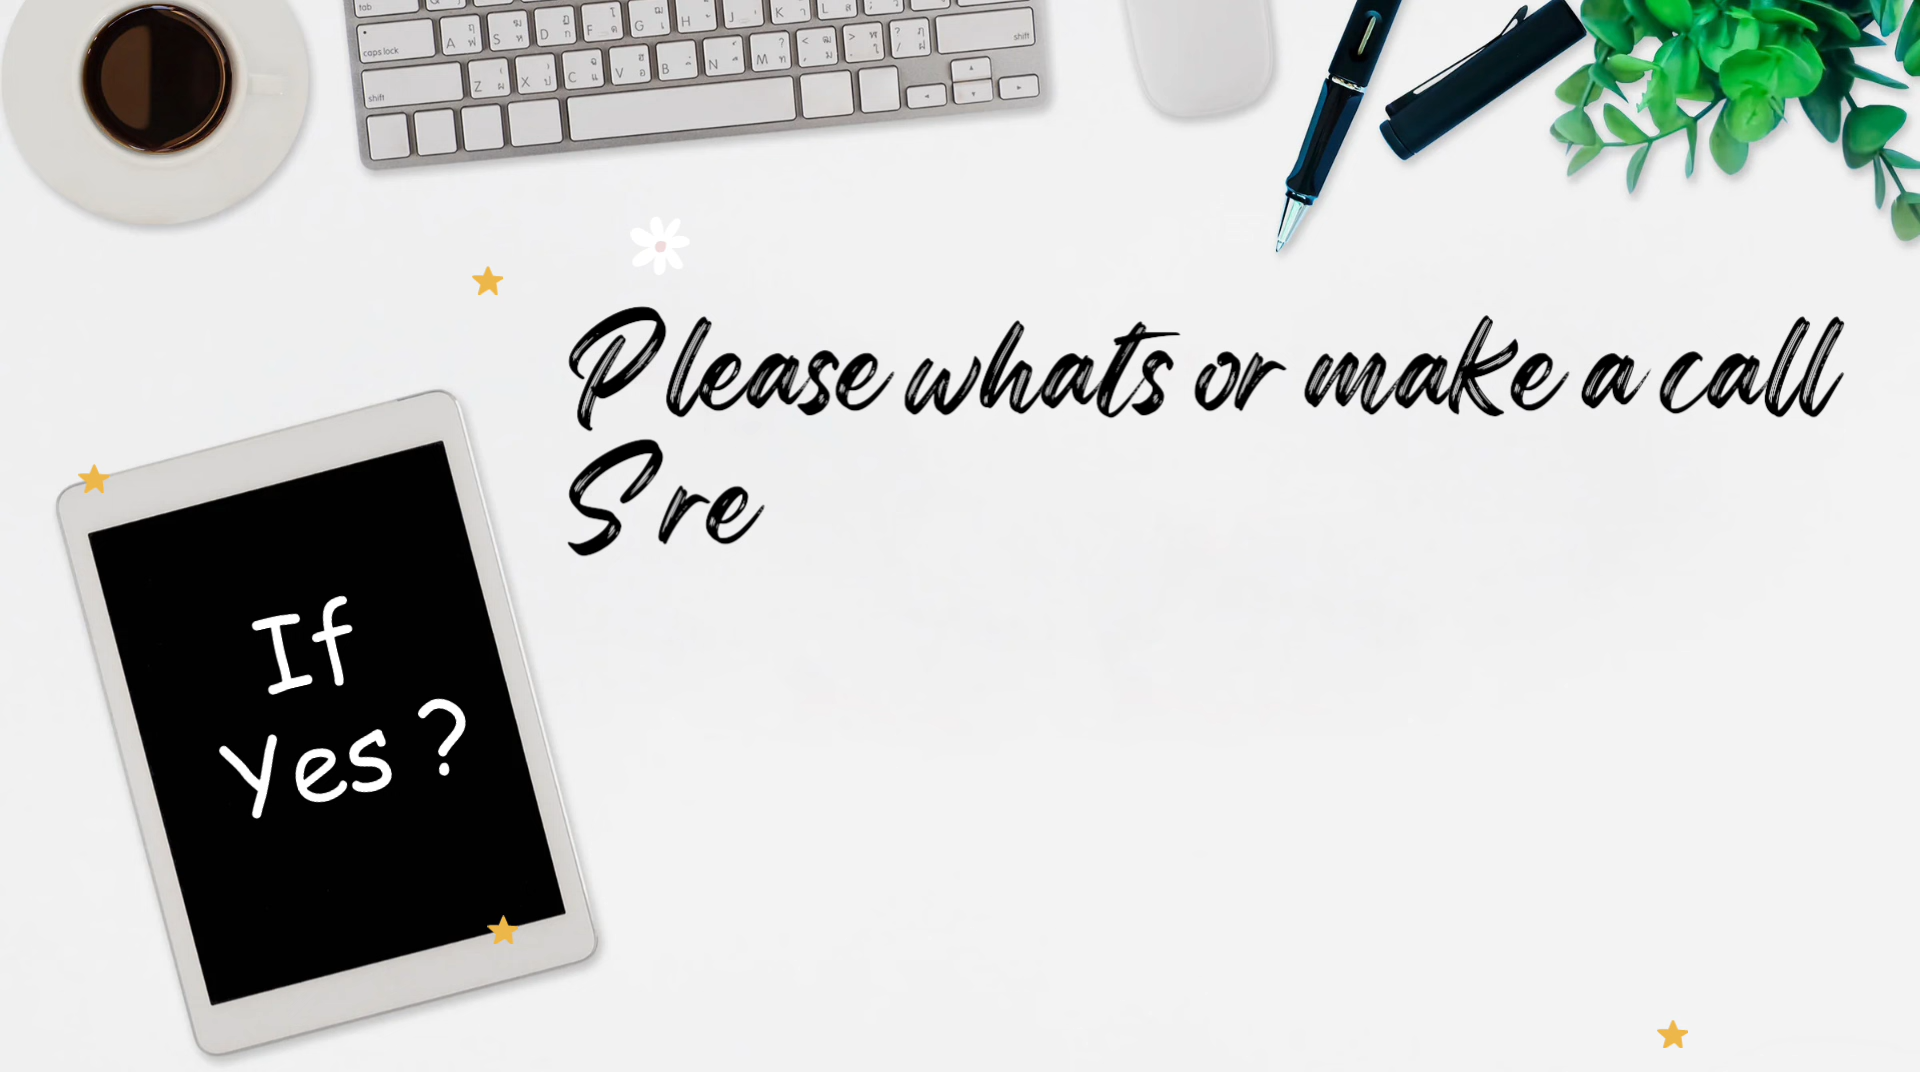 Please whats or make a call
Sre
If
Yes ?